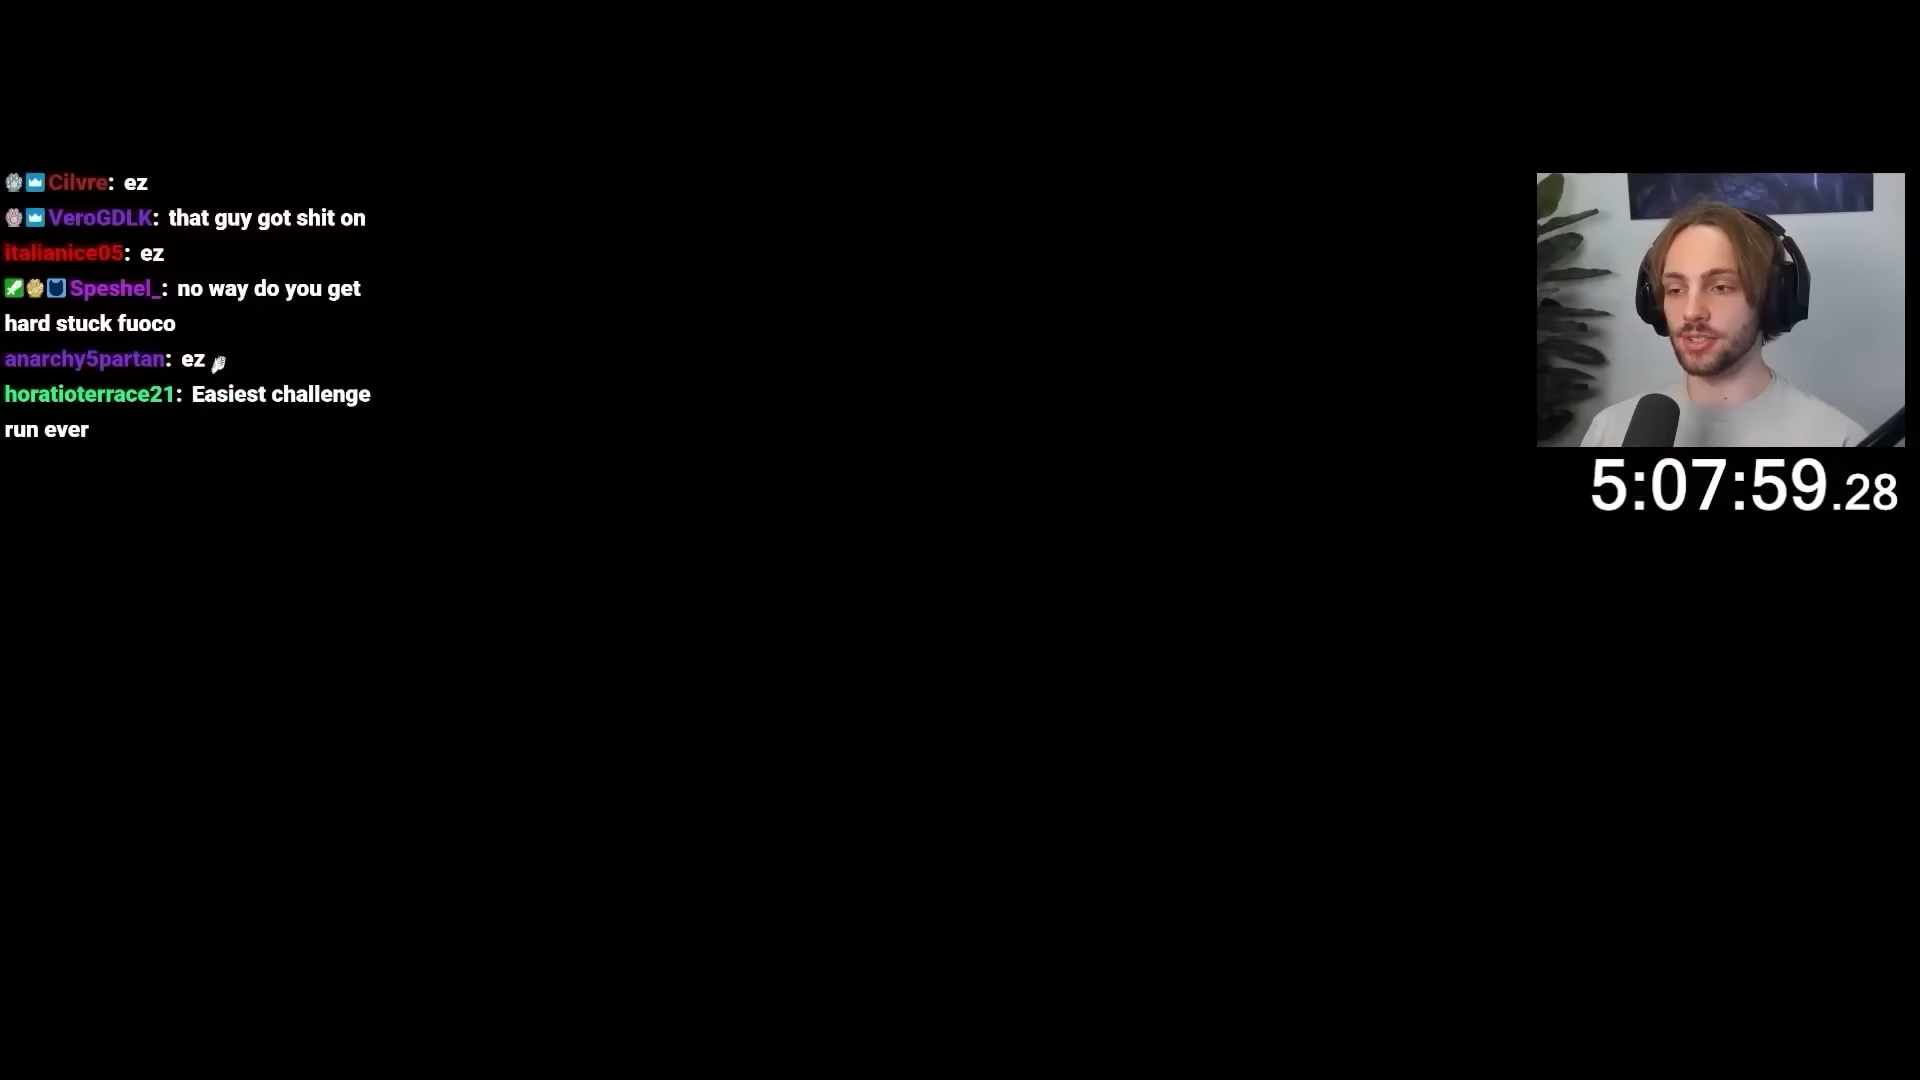 Cilvre: ez
VeroGDLK: that guy got shit on
italianice05: ez
Speshel_: no way do you get
hard stuck fuoco
anarchy5partan: ez
horatioterrace21: Easiest challenge
run ever
5:07:59.28